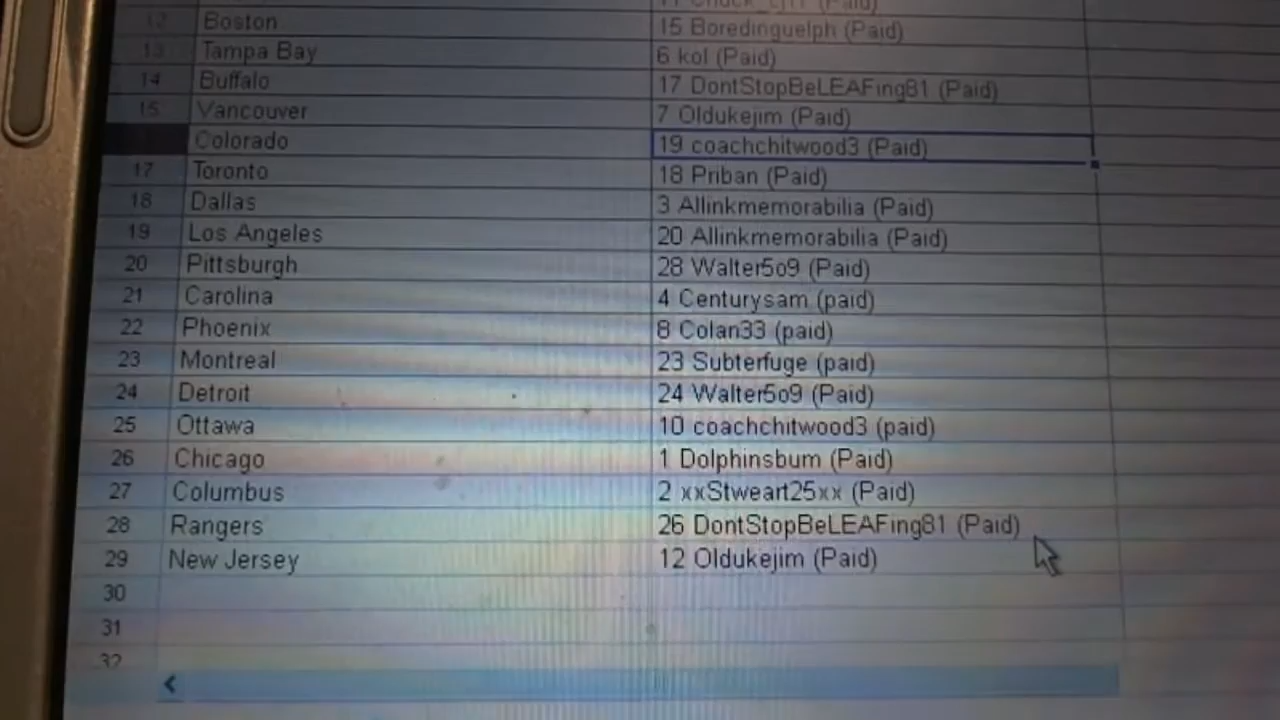 12 Boston 15 Boredinguelph (Paid)
13 Tampa Bay 6 kol (Paid)
14 Buffalo 17 DontStopBeLEAFing81 (Paid)
15 Vancouver 7 Oldukejim (Paid)
Colorado 19 coachchitwood3 (Paid)
17 Toronto 18 Priban (Paid)
18 Dallas 3 Allinkmemorabilia (Paid)
19 Los Angeles 20 Allinkmemorabilia (Paid)
20 Pittsburgh 28 Walter5o9 (Paid)
21 Carolina 4 Centurysam (paid)
22 Phoenix 8 Colan33 (paid)
23 Montreal 23 Subterfuge (paid)
24 Detroit 24 Walter5o9 (Paid)
25 Ottawa 10 coachchitwood3 (paid)
26 Chicago 1 Dolphinsbum (Paid)
27 Columbus 2 xxStweart25xx (Paid)
28 Rangers 26 DontStopBeLEAFing81 (Paid)
29 New Jersey 12 Oldukejim (Paid)
30
31
32